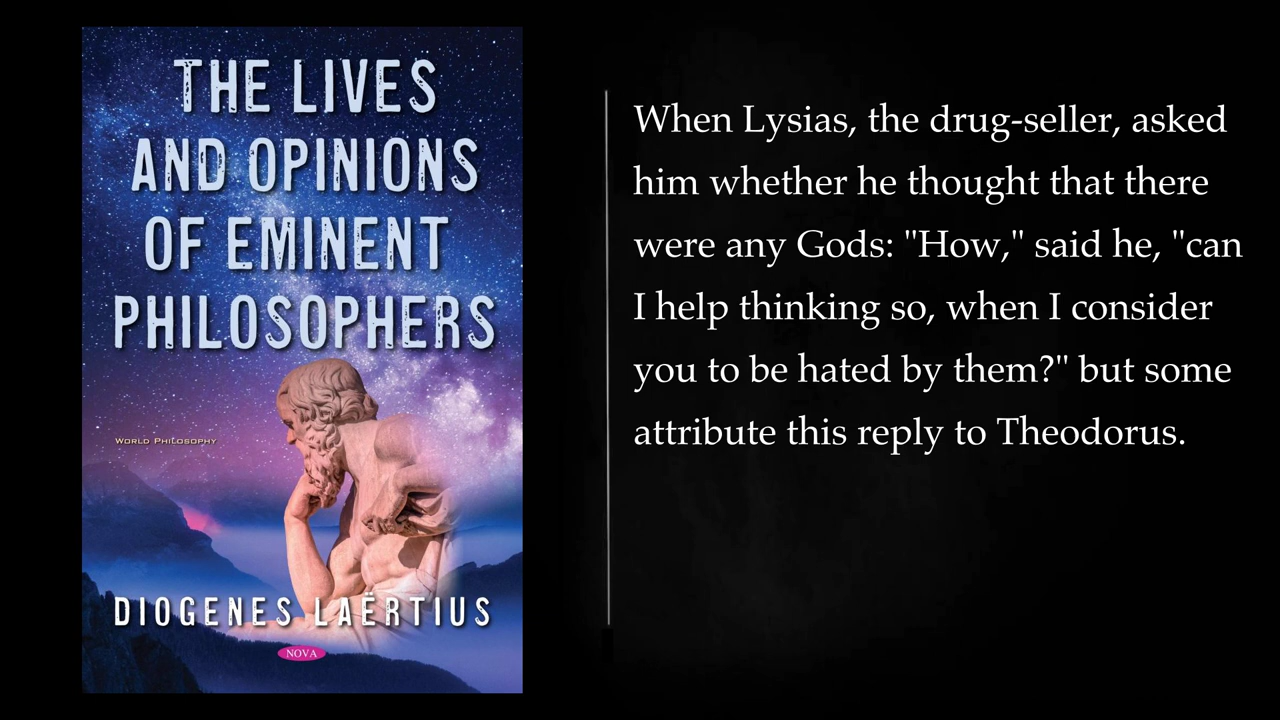 THE LIVES
AND OPINIONS
OF EMINENT
PHILOSOPHERS
WORLD PHILOSOPHY
DIOGENES LAËRTIUS
NOVA
When Lysias, the drug-seller, asked
him whether he thought that there
were any Gods: "How," said he, "can
I help thinking so, when I consider
you to be hated by them?" but some
attribute this reply to Theodorus.